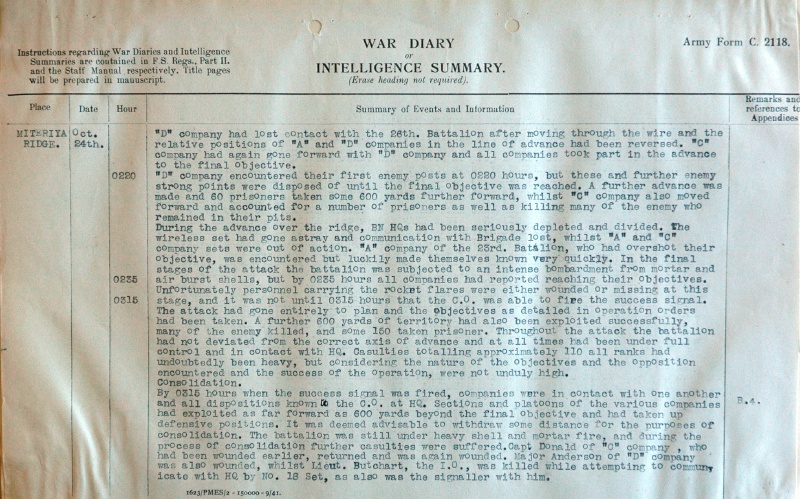 Instructions regarding War Diaries and Intelligence
Summaries are contained in F.S. Regs., Part II.
and the Staff Manual respectively. Title pages
will be prepared in manuscript.
WAR DIARY
or
INTELLIGENCE SUMMARY.
(Erase heading not required).
Army Form C. 2118.
Place Date Hour Summary of Events and Information Remarks and references to Appendices
MITERIYA RIDGE.
Oct. 24th.
"D" company had lost contact with the 26th. Battalion after moving through the wire and the
relative positions of "A" and "D" companies in the line of advance had been reversed. "C"
company had again gone forward with "D" company and all companies took part in the advance
to the final objective.
0220 "D" company encountered their first enemy posts at 0220 hours, but these and further enemy
strong points were disposed of until the final objective was reached. A further advance was
made and 60 prisoners taken some 600 yards further forward, whilst "C" company also moved
forward and accounted for a number of prisoners as well as killing many of the enemy who
remained in their pits.
During the advance over the ridge, BN HQs had been seriously depleted and divided. The
wireless set had gone astray and communication with Brigade lost, whilst "A" and "C"
company sets were out of action. "A" company of the 23rd. Batalion, who had overshot their
objective, was encountered but luckily made themselves known very quickly. In the final
stages of the attack the battalion was subjected to an intense bombardment from mortar and
0235 air burst shells, but by 0235 hours all companies had reported reaching their objectives.
Unfortunately personnel carrying the rocket flares were either wounded or missing at this
0315 stage, and it was not until 0315 hours that the C.O. was able to fire the success signal.
The attack had gone entirely to plan and the objectives as detailed in operation orders
had been taken. A further 600 yards of territory had also been exploited successfully,
many of the enemy killed, and some 150 taken prisoner. Throughout the attack the battalion
had not deviated from the correct axis of advance and at all times had been under full
control and in contact with HQ. Casulties totalling approximately 110 all ranks had
undoubtedly been heavy, but considering the nature of the objectives and the opposition
encountered and the success of the operation, were not unduly high.
Consolidation.
By 0315 hours when the success signal was fired, companies were in contact with one another
and all dispositions known to the C.O. at HQ. Sections and platoons of the various companies B.4.
had exploited as far forward as 600 yards beyond the final objective and had taken up
defensive positions. It was deemed advisable to withdraw some distance for the purposes of
consolidation. The battalion was still under heavy shell and mortar fire, and during the
process of consolidation further casulties were suffered.Capt Donald of "C" company , who
had been wounded earlier, returned and was again wounded. Major Anderson of "D" company
was also wounded, whilst Lieut. Butchart, the I.O., was killed while attempting to commun
icate with HQ by No. 18 Set, as also was the signaller with him.
1623/PMES/2 - 150000 - 9/41.